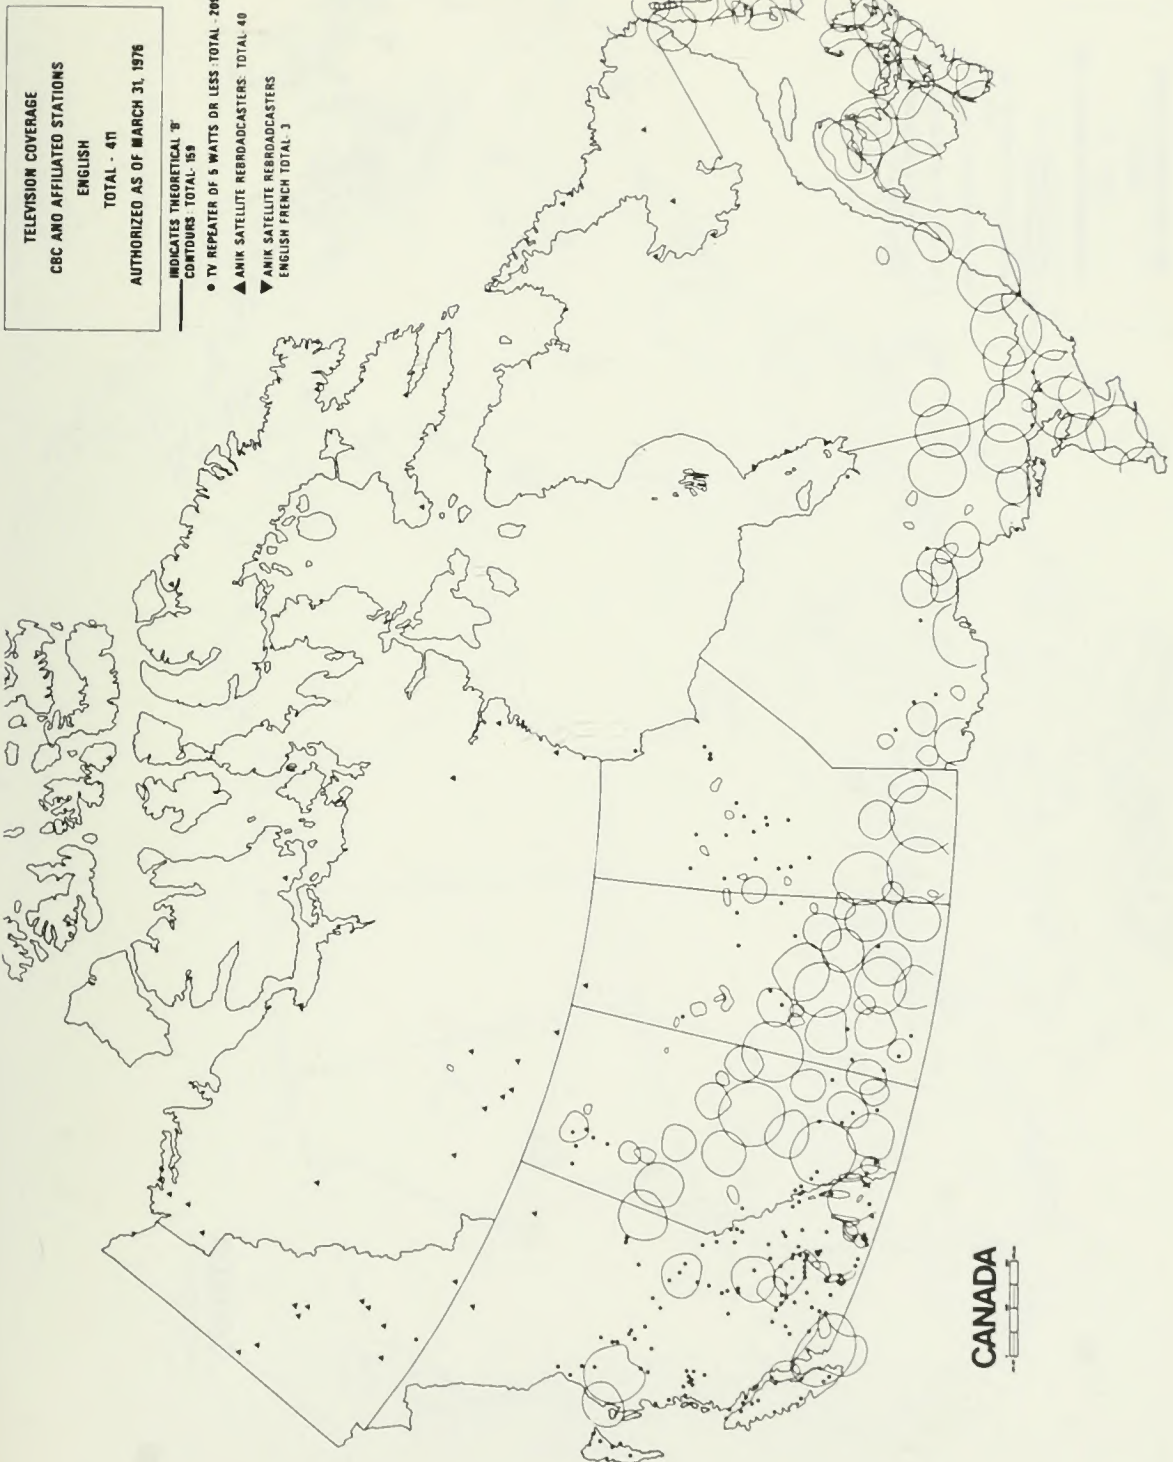 TELEVISION COVERAGE
CBC AND AFFILIATED STATIONS
ENGLISH
TOTAL - 411
AUTHORIZED AS OF MARCH 31, 1976
INDICATES THEORETICAL 'B'
CONTOURS: TOTAL- 159
• TV REPEATER OF 5 WATTS OR LESS :TOTAL - 209
▲ ANIK SATELLITE REBROADCASTERS: TOTAL- 40
▼ ANIK SATELLITE REBROADCASTERS
ENGLISH FRENCH TOTAL- 3
CANADA